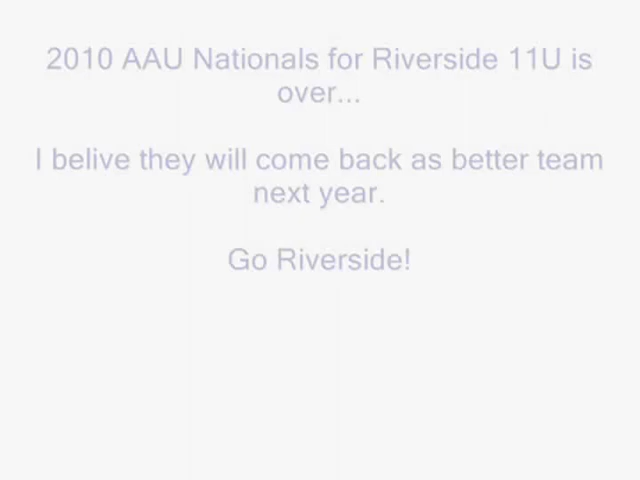 2010 AAU Nationals for Riverside 11U is
over...
I belive they will come back as better team
next year.
Go Riverside!